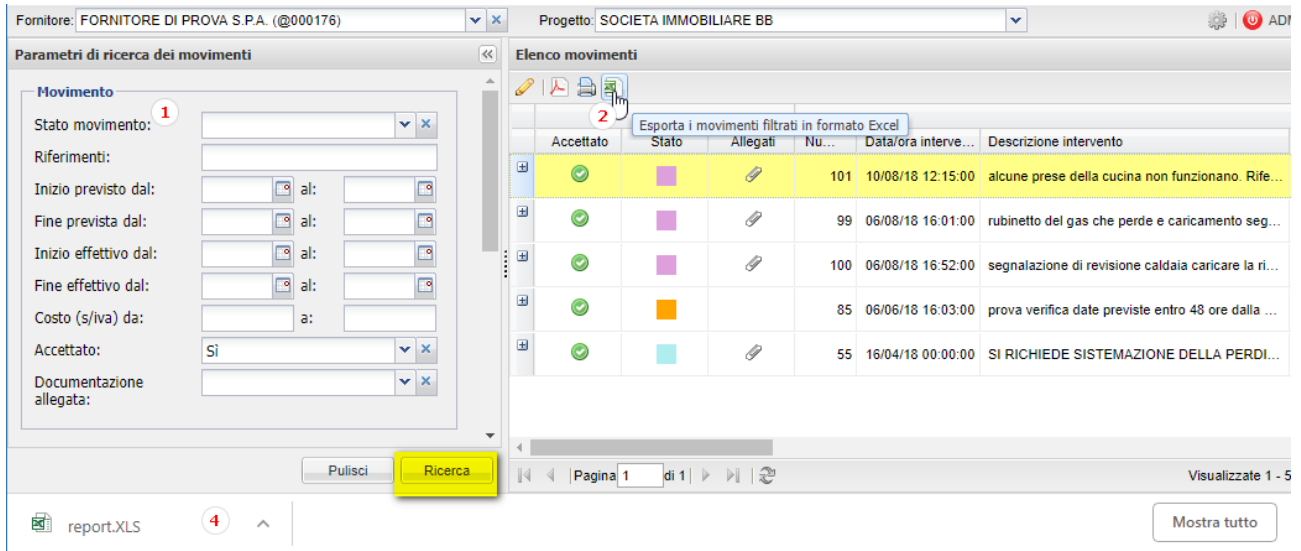 Fornitore: FORNITORE DI PROVA S.P.A. (@000176) Progetto: SOCIETA IMMOBILIARE BB
Parametri di ricerca dei movimenti
Movimento
1
Stato movimento:
Riferimenti:
Inizio previsto dal: al:
Fine prevista dal: al:
Inizio effettivo dal: al:
Fine effettivo dal: al:
Costo (s/iva) da: a:
Accettato: Sì
Documentazione
allegata:
Pulisci Ricerca
Elenco movimenti
2
Esporta i movimenti filtrati in formato Excel
Accettato Stato Allegati Nu... Data/ora interve... Descrizione intervento
101 10/08/18 12:15:00 alcune prese della cucina non funzionano. Rife...
99 06/08/18 16:01:00 rubinetto del gas che perde e caricamento seg...
100 06/08/18 16:52:00 segnalazione di revisione caldaia caricare la ri...
85 06/06/18 16:03:00 prova verifica date previste entro 48 ore dalla ...
55 16/04/18 00:00:00 SI RICHIEDE SISTEMAZIONE DELLA PERDI...
Pagina 1 di 1 Visualizzate 1 - 5
report.XLS 4 Mostra tutto